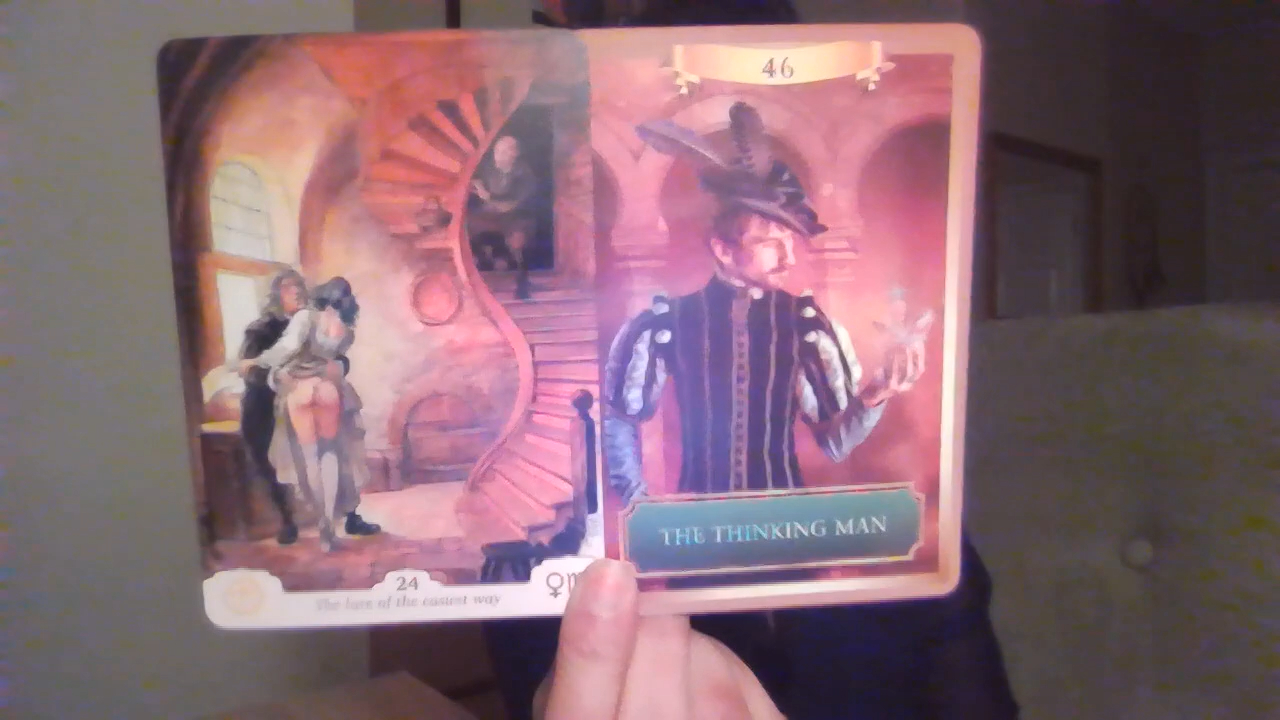 46
THE THINKING MAN
24
The lure of the easiest way
♀♍